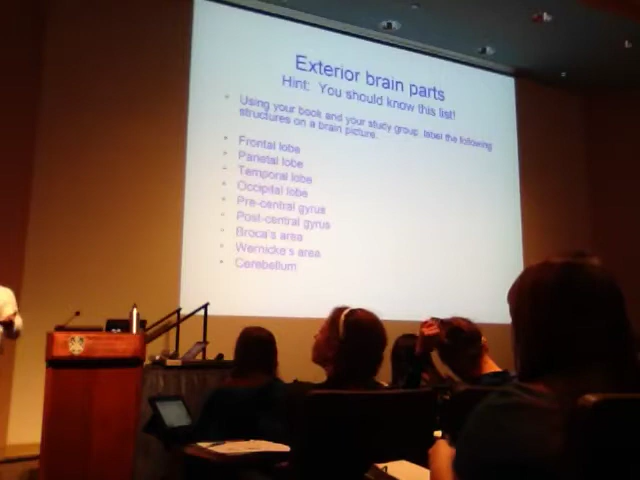 Exterior brain parts
Hint: You should know this list!
• Using your book and your study group, label the following
structures on a brain picture.
• Frontal lobe
• Parietal lobe
• Temporal lobe
• Occipital lobe
• Pre-central gyrus
• Post-central gyrus
• Broca's area
• Wernicke's area
• Cerebellum